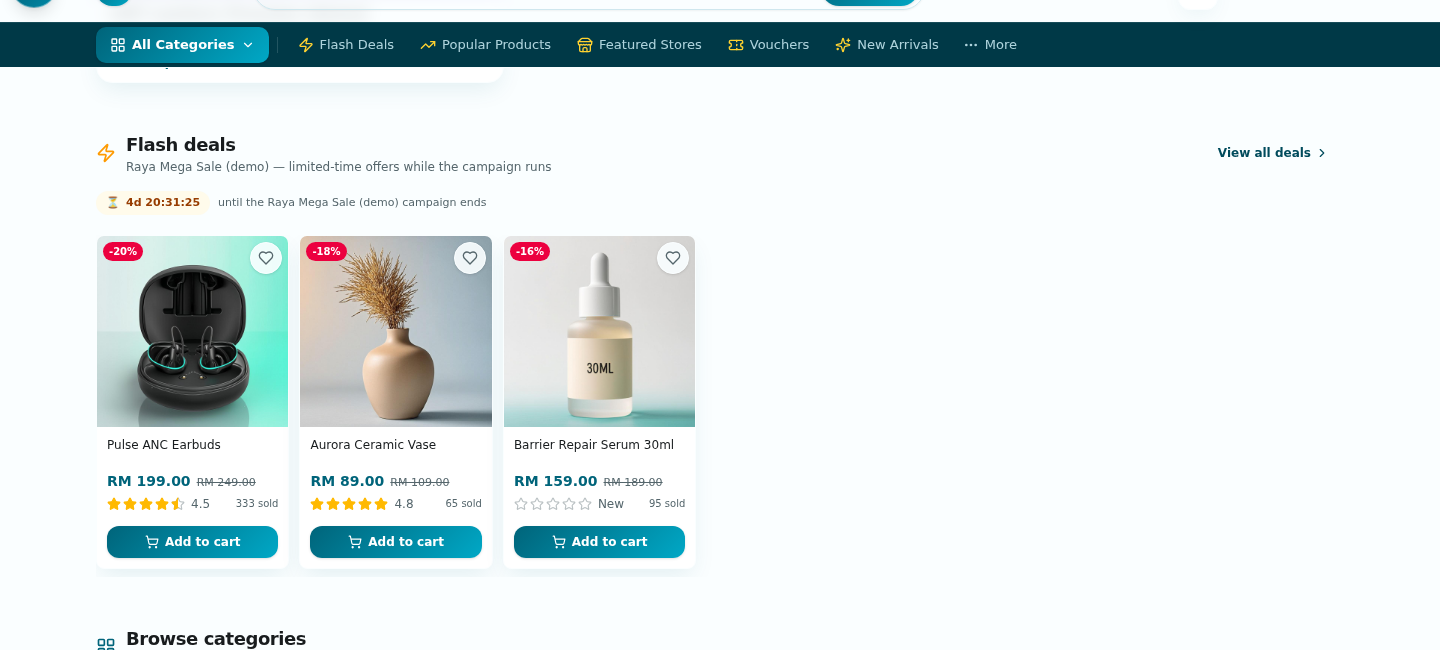 All Categories
Flash Deals
Popular Products
Featured Stores
Vouchers
New Arrivals
More
Flash deals
Raya Mega Sale (demo) — limited-time offers while the campaign runs
View all deals
4d 20:31:25
until the Raya Mega Sale (demo) campaign ends
-20%
-18%
-16%
30ML
Pulse ANC Earbuds
Aurora Ceramic Vase
Barrier Repair Serum 30ml
RM 199.00 RM 249.00
RM 89.00 RM 109.00
RM 159.00 RM 189.00
4.5 333 sold
4.8 65 sold
New 95 sold
Add to cart
Add to cart
Add to cart
Browse categories